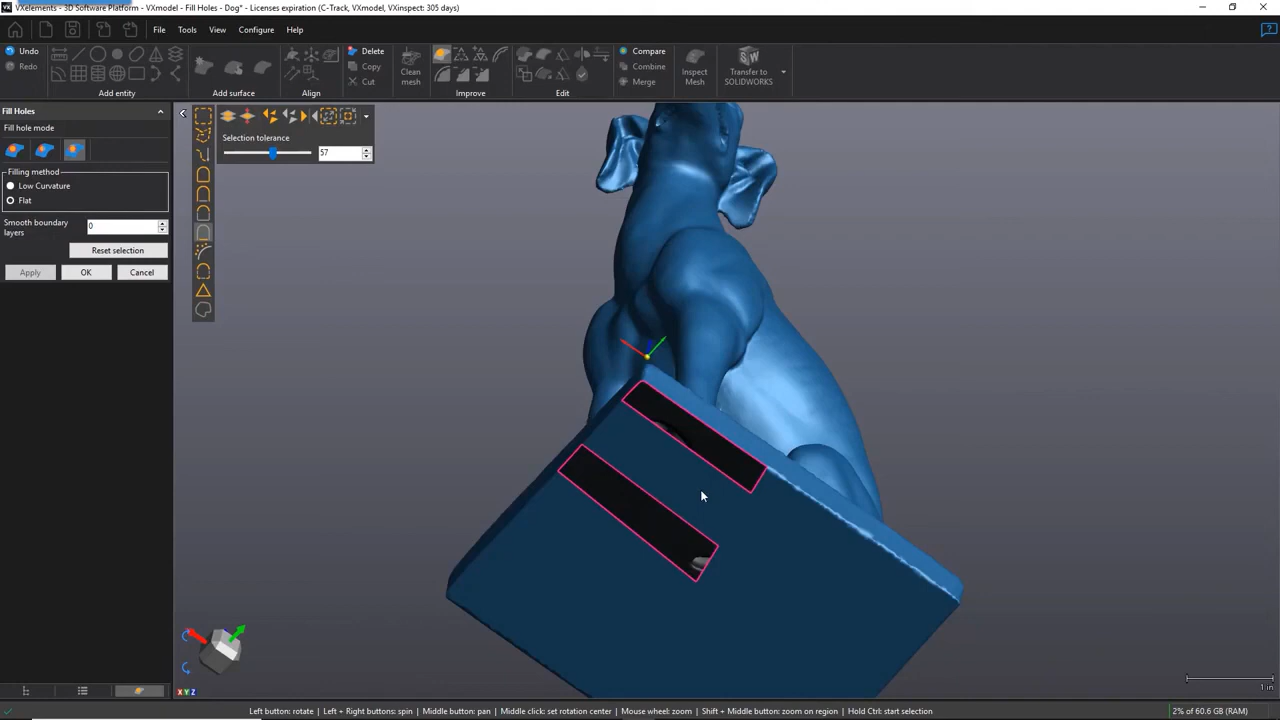 VXelements - 3D Software Platform - VXmodel - Fill Holes - Dog* - Licenses expiration (C-Track, VXmodel, VXinspect: 305 days)
File Tools View Configure Help
Undo
Redo
Add entity
Add surface
Align
Delete
Copy
Cut
Clean mesh
Improve
Edit
Compare
Combine
Merge
Inspect Mesh
Transfer to SOLIDWORKS
Fill Holes
Fill hole mode
Filling method
Low Curvature
Flat
Smooth boundary layers
0
Reset selection
Apply OK Cancel
Selection tolerance
57
X Y Z
1 in
Left button: rotate | Left + Right buttons: spin | Middle button: pan | Middle click: set rotation center | Mouse wheel: zoom | Shift + Middle button: zoom on region | Hold Ctrl: start selection
2% of 60.6 GB (RAM)